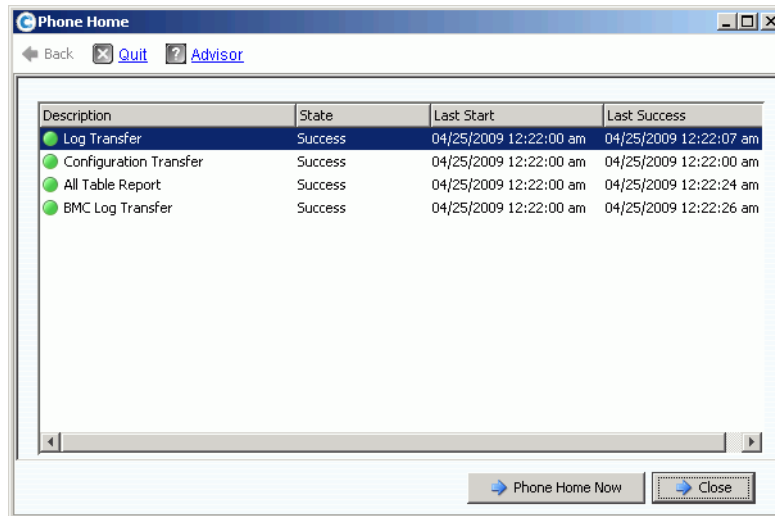 Phone Home
Back Quit Advisor
Description State Last Start Last Success
Log Transfer Success 04/25/2009 12:22:00 am 04/25/2009 12:22:07 am
Configuration Transfer Success 04/25/2009 12:22:00 am 04/25/2009 12:22:00 am
All Table Report Success 04/25/2009 12:22:00 am 04/25/2009 12:22:24 am
BMC Log Transfer Success 04/25/2009 12:22:00 am 04/25/2009 12:22:26 am
Phone Home Now Close